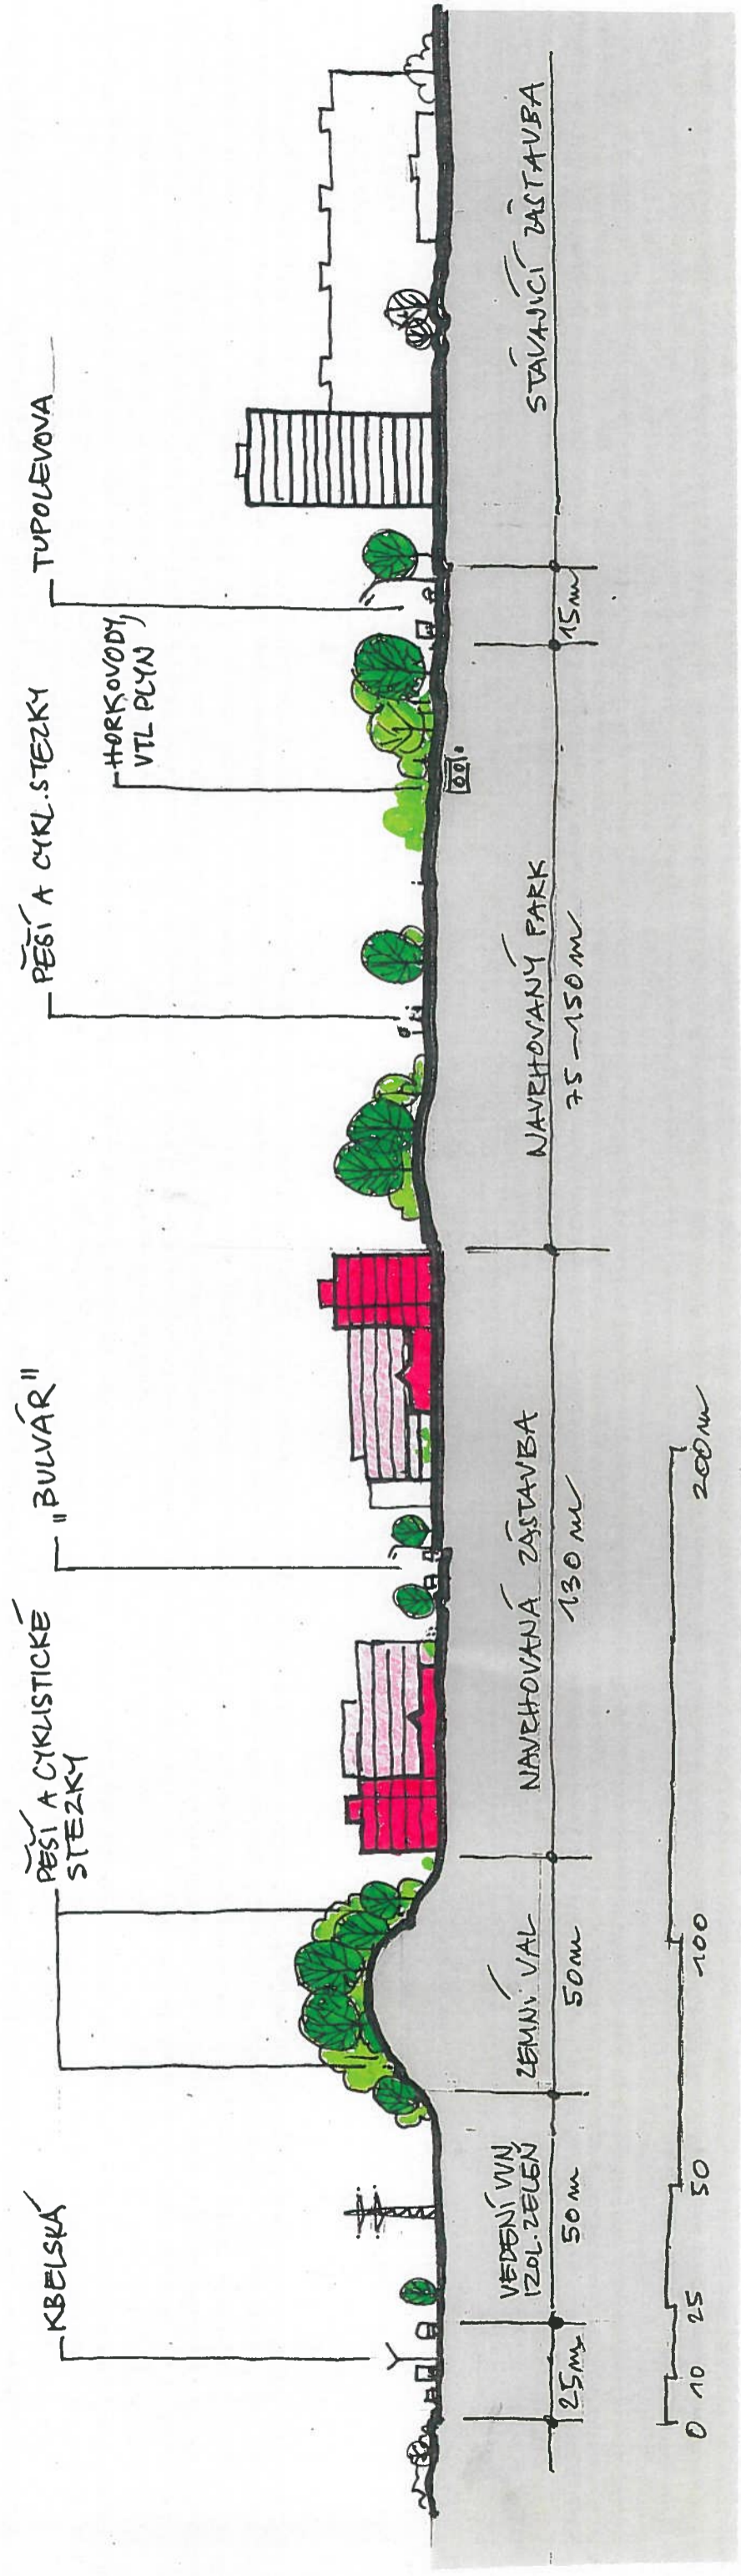 KBELSKÁ
PĚŠÍ A CYKLISTICKÉ
STEZKY
„BULVÁR"
PĚŠÍ A CYKL. STEZKY
HORKOVODY,
VTL PLYN
TUPOLEVOVA
25m
VEDENÍ VVN,
IZOL. ZELEŇ
50m
ZEMNÍ VAL
50m
NAVRHOVANÁ ZÁSTAVBA
130m
NAVRHOVANÝ PARK
75-150m
15m
STÁVAJÍCÍ ZÁSTAVBA
0 10 25 50 100 200m